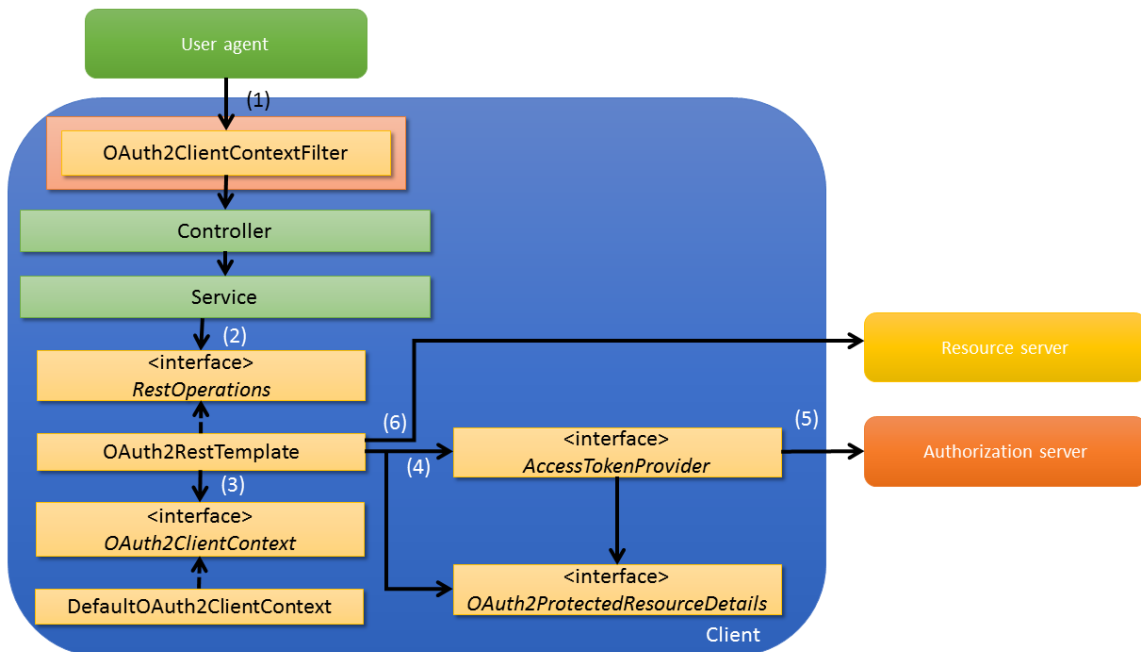 User agent
(1)
OAuth2ClientContextFilter
Controller
Service
(2)
<interface>
RestOperations
Resource server
(6)
OAuth2RestTemplate
(4)
<interface>
AccessTokenProvider
(5)
Authorization server
(3)
<interface>
OAuth2ClientContext
<interface>
OAuth2ProtectedResourceDetails
DefaultOAuth2ClientContext
Client